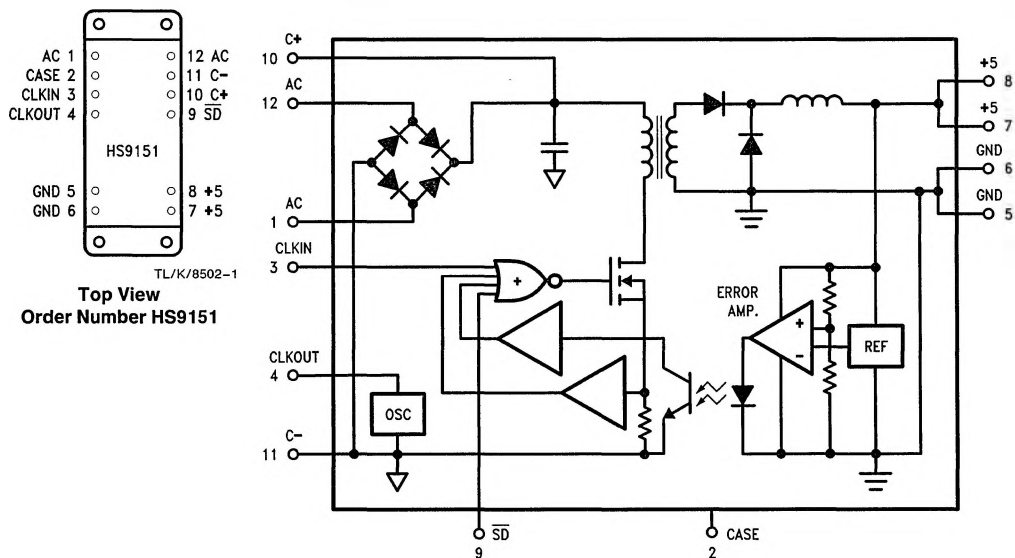 AC 1
CASE 2
CLKIN 3
CLKOUT 4
GND 5
GND 6
12 AC
11 C-
10 C+
9 SD
8 +5
7 +5
HS9151
TL/K/8502-1
Top View
Order Number HS9151
C+
10
AC
12
AC
1
CLKIN
3
CLKOUT
4
C-
11
OSC
+
SD
9
CASE
2
ERROR
AMP.
+
-
REF
+5
8
+5
7
GND
6
GND
5